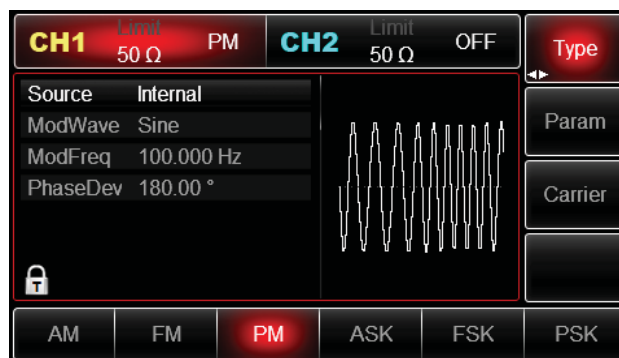 CH1 Limit 50 Ω PM CH2 Limit 50 Ω OFF Type
Source Internal
ModWave Sine
ModFreq 100.000 Hz
PhaseDev 180.00 °
Param
Carrier
T
AM FM PM ASK FSK PSK